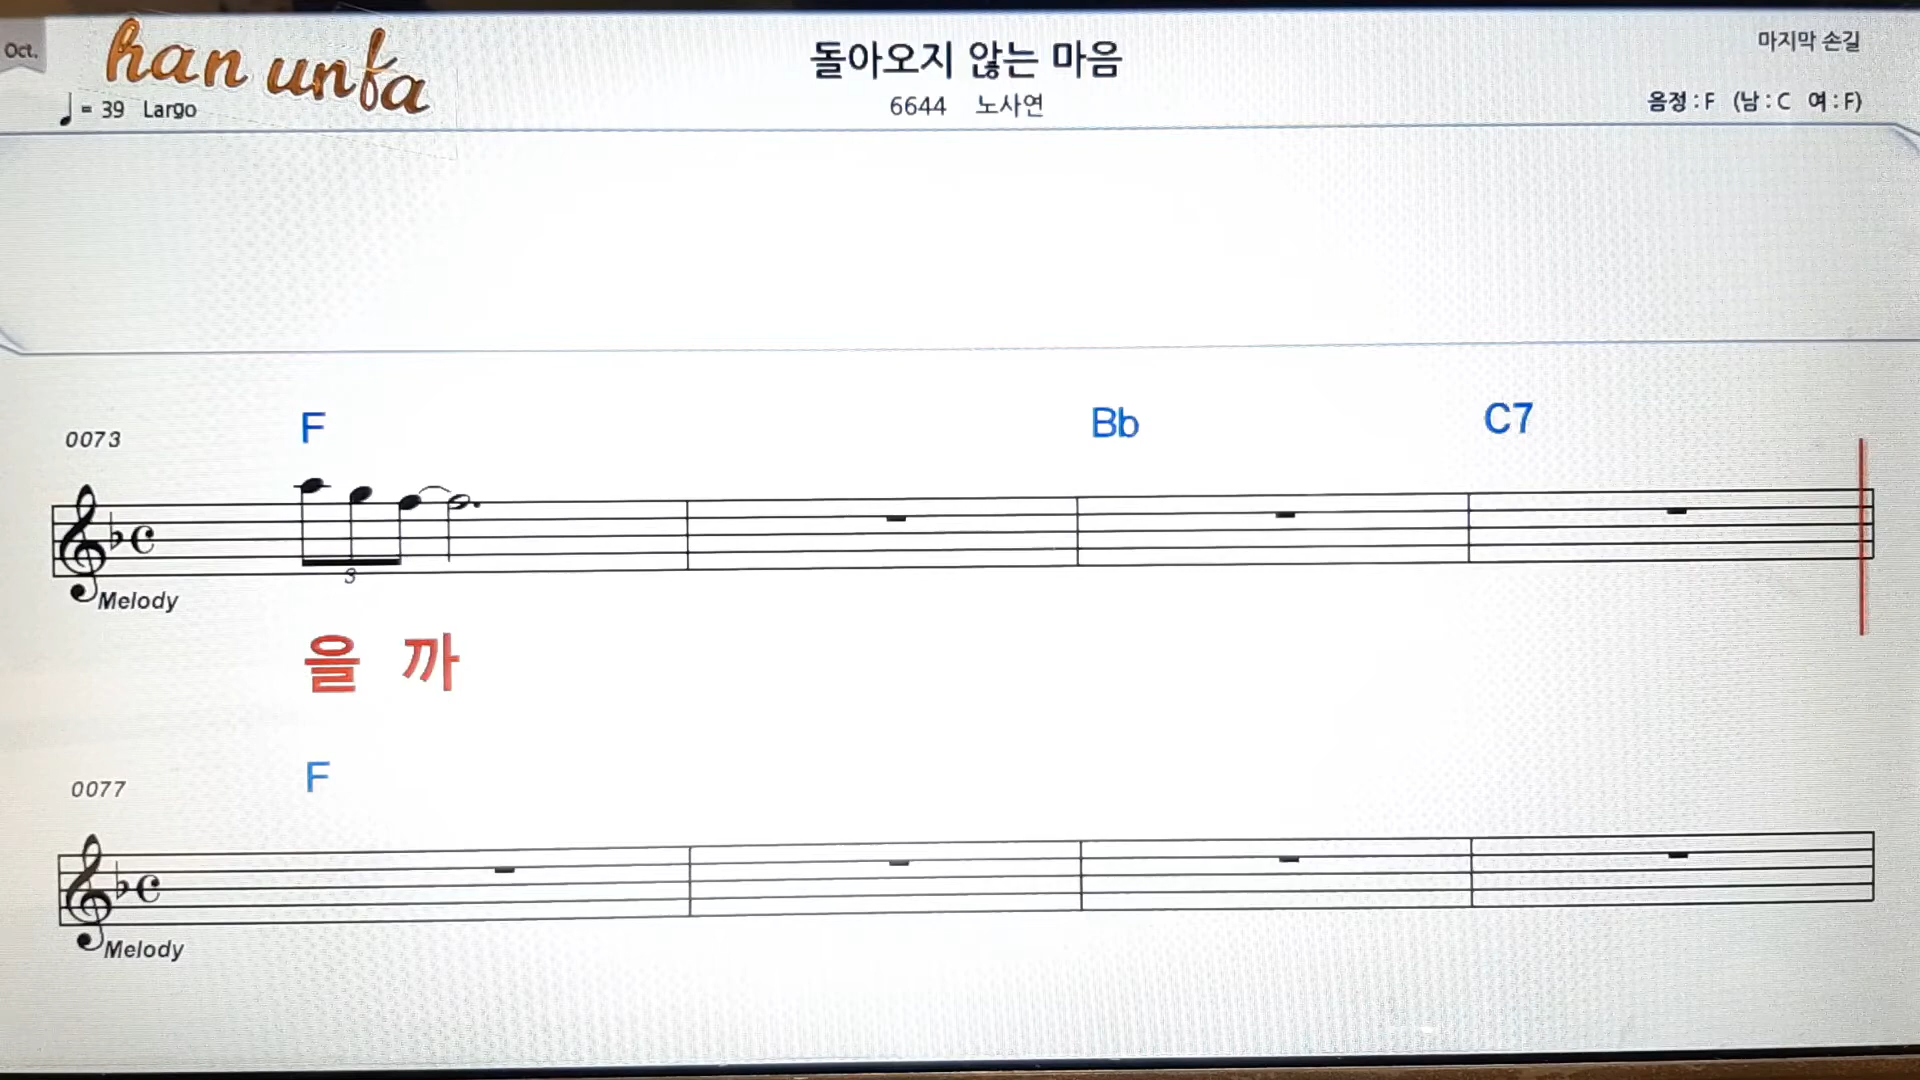 Oct.
han unfa
돌아오지 않는 마음
마지막 손길
♩ = 39 Largo
6644 노사연
음정 : F (남 : C 여 : F)
0073
F
Bb
C7
3
Melody
을 까
0077
F
Melody